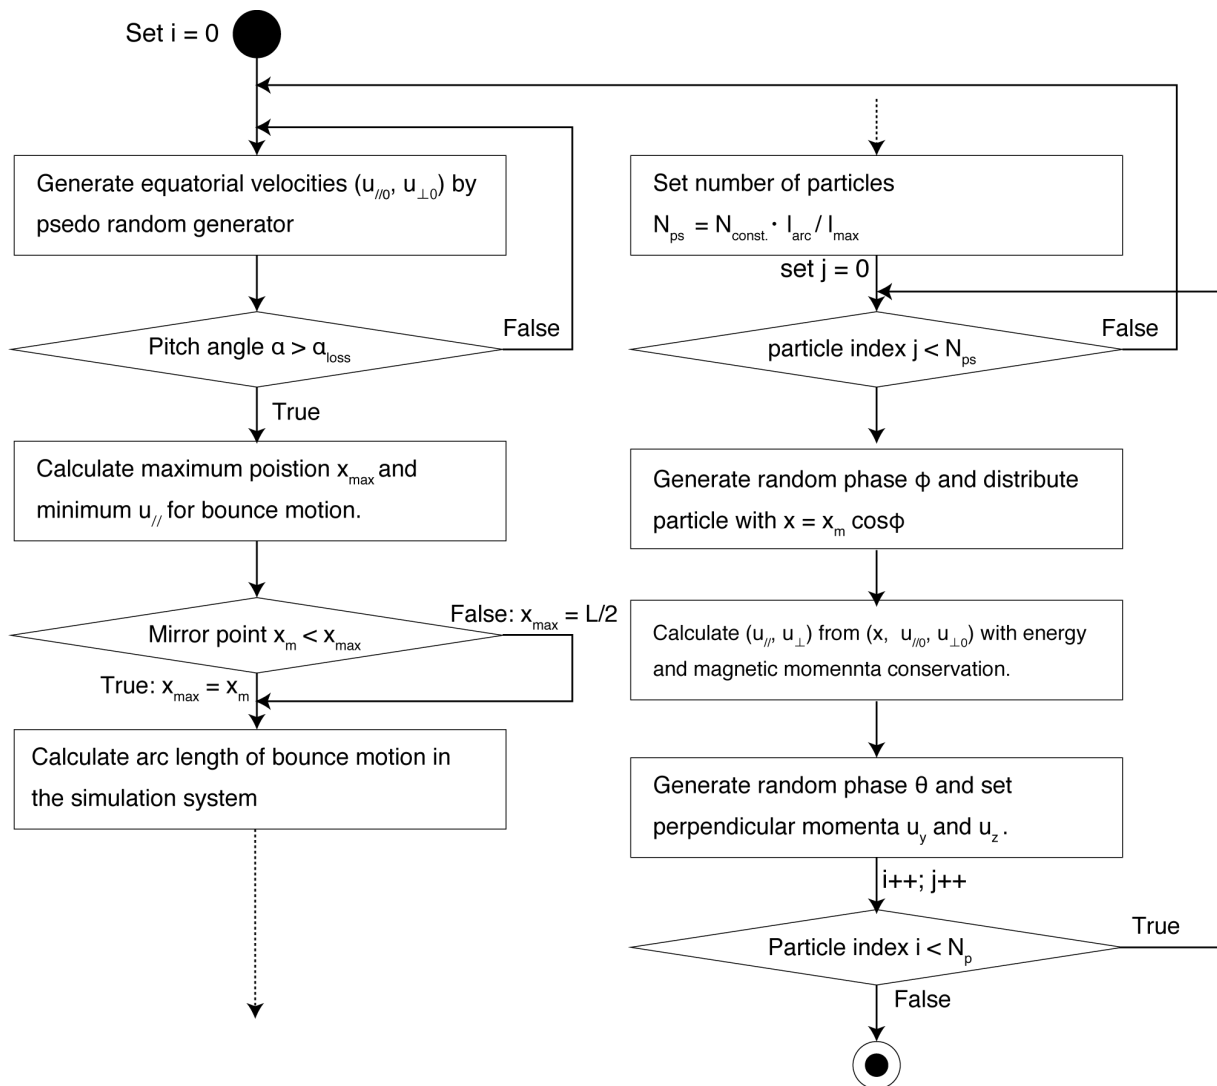 Set i = 0
Generate equatorial velocities (u//0, u⊥0) by
psedo random generator
Pitch angle α > αloss
False
True
Calculate maximum poistion xmax and
minimum u// for bounce motion.
Mirror point xm < xmax
False: xmax = L/2
True: xmax = xm
Calculate arc length of bounce motion in
the simulation system
Set number of particles
Nps = Nconst. · larc / lmax
set j = 0
particle index j < Nps
False
Generate random phase ϕ and distribute
particle with x = xm cosϕ
Calculate (u//, u⊥) from (x, u//0, u⊥0) with energy
and magnetic momennta conservation.
Generate random phase θ and set
perpendicular momenta uy and uz .
i++; j++
Particle index i < Np
True
False